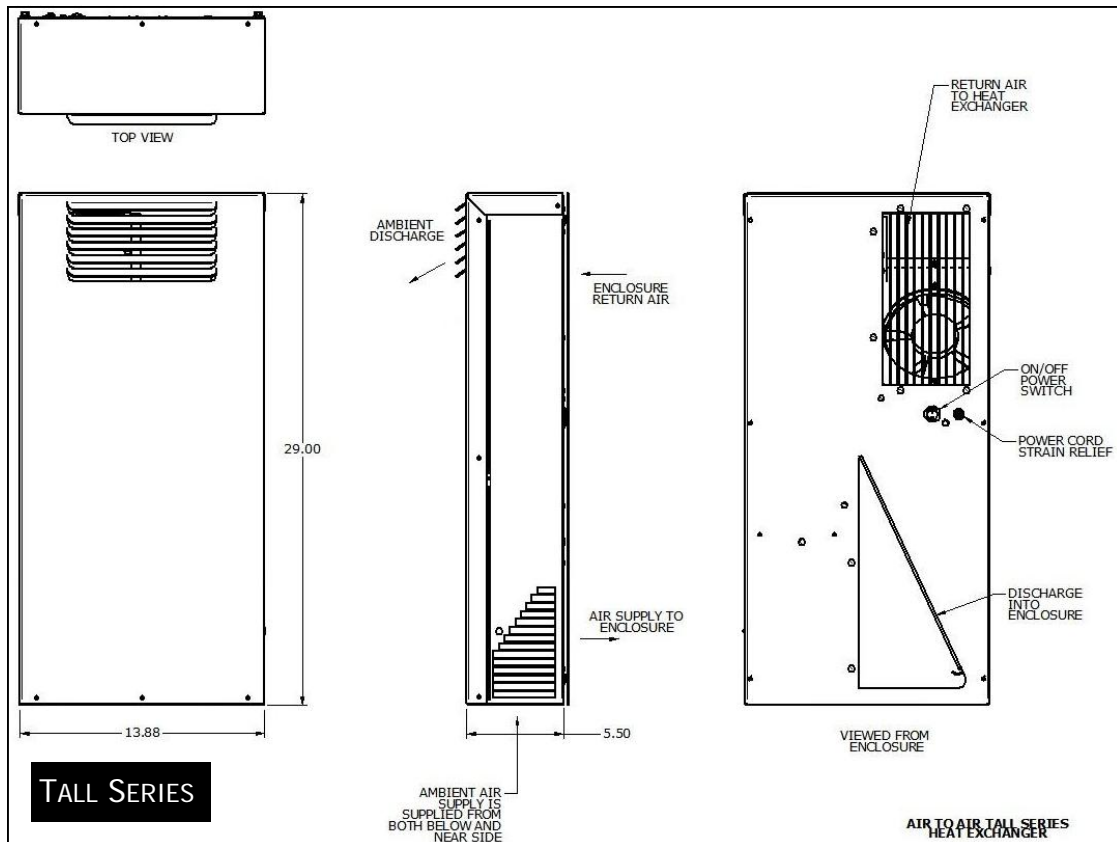 TOP VIEW
RETURN AIR
TO HEAT
EXCHANGER
AMBIENT
DISCHARGE
ENCLOSURE
RETURN AIR
ON/OFF
POWER
SWITCH
POWER CORD
STRAIN RELIEF
29.00
AIR SUPPLY TO
ENCLOSURE
DISCHARGE
INTO
ENCLOSURE
13.88
5.50
VIEWED FROM
ENCLOSURE
TALL SERIES
AMBIENT AIR
SUPPLY IS
SUPPLIED FROM
BOTH BELOW AND
NEAR SIDE
AIR TO AIR TALL SERIES
HEAT EXCHANGER